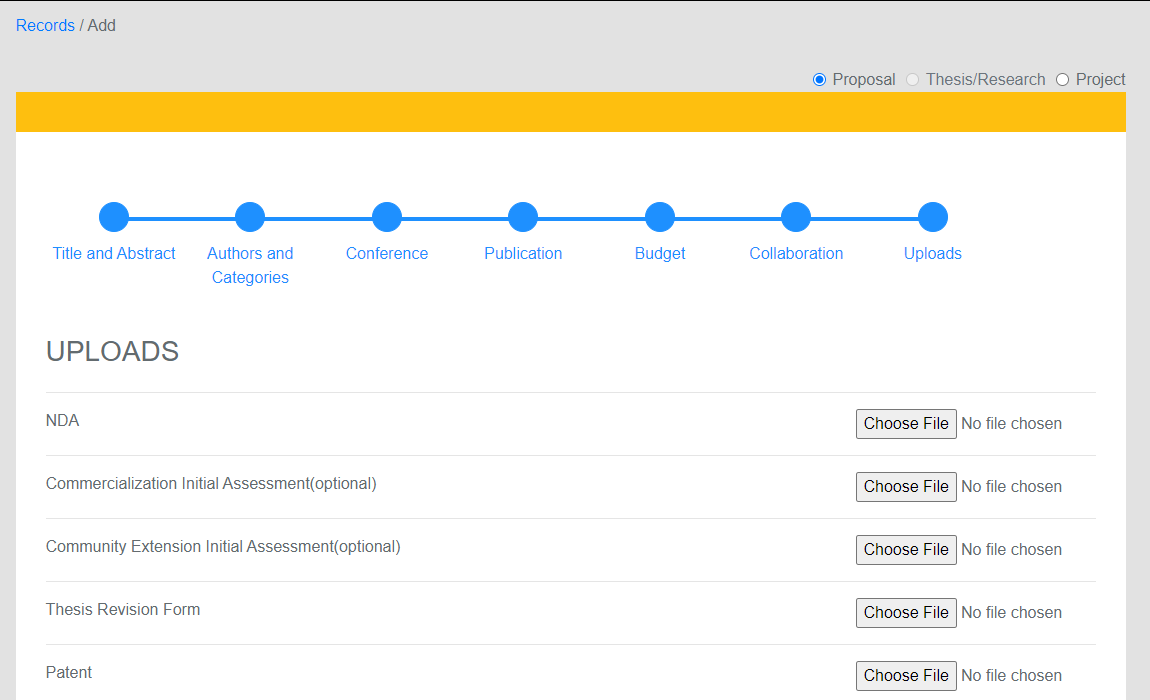 Records / Add
Proposal Thesis/Research Project
Title and Abstract Authors and Categories Conference Publication Budget Collaboration Uploads
UPLOADS
NDA Choose File No file chosen
Commercialization Initial Assessment(optional) Choose File No file chosen
Community Extension Initial Assessment(optional) Choose File No file chosen
Thesis Revision Form Choose File No file chosen
Patent Choose File No file chosen